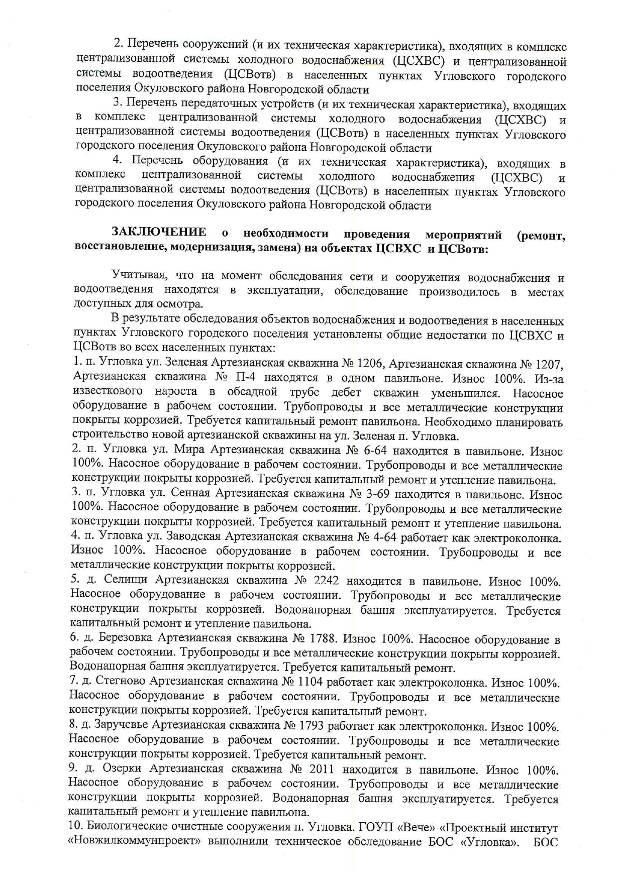 2. Перечень сооружений (и их техническая характеристика), входящих в комплекс
централизованной системы холодного водоснабжения (ЦСХВС) и централизованной
системы водоотведения (ЦСВотв) в населенных пунктах Угловского городского
поселения Окуловского района Новгородской области
3. Перечень передаточных устройств (и их техническая характеристика), входящих
в комплекс централизованной системы холодного водоснабжения (ЦСХВС) и
централизованной системы водоотведения (ЦСВотв) в населенных пунктах Угловского
городского поселения Окуловского района Новгородской области
4. Перечень оборудования (и их техническая характеристика), входящих в
комплекс централизованной системы холодного водоснабжения (ЦСХВС) и
централизованной системы водоотведения (ЦСВотв) в населенных пунктах Угловского
городского поселения Окуловского района Новгородской области
ЗАКЛЮЧЕНИЕ о необходимости проведения мероприятий (ремонт,
восстановление, модернизация, замена) на объектах ЦСВХС и ЦСВотв:
Учитывая, что на момент обследования сети и сооружения водоснабжения и
водоотведения находятся в эксплуатации, обследование производилось в местах
доступных для осмотра.
В результате обследования объектов водоснабжения и водоотведения в населенных
пунктах Угловского городского поселения установлены общие недостатки по ЦСВХС и
ЦСВотв во всех населенных пунктах:
1. п. Угловка ул. Зеленая Артезианская скважина № 1206, Артезианская скважина № 1207,
Артезианская скважина № П-4 находятся в одном павильоне. Износ 100%. Из-за
известкового нароста в обсадной трубе дебет скважин уменьшился. Насосное
оборудование в рабочем состоянии. Трубопроводы и все металлические конструкции
покрыты коррозией. Требуется капитальный ремонт павильона. Необходимо планировать
строительство новой артезианской скважины на ул. Зеленая п. Угловка.
2. п. Угловка ул. Мира Артезианская скважина № 6-64 находится в павильоне. Износ
100%. Насосное оборудование в рабочем состоянии. Трубопроводы и все металлические
конструкции покрыты коррозией. Требуется капитальный ремонт и утепление павильона.
3. п. Угловка ул. Сенная Артезианская скважина № 3-69 находится в павильоне. Износ
100%. Насосное оборудование в рабочем состоянии. Трубопроводы и все металлические
конструкции покрыты коррозией. Требуется капитальный ремонт и утепление павильона.
4. п. Угловка ул. Заводская Артезианская скважина № 4-64 работает как электроколонка.
Износ 100%. Насосное оборудование в рабочем состоянии. Трубопроводы и все
металлические конструкции покрыты коррозией.
5. д. Селищи Артезианская скважина № 2242 находится в павильоне. Износ 100%.
Насосное оборудование в рабочем состоянии. Трубопроводы и все металлические
конструкции покрыты коррозией. Водонапорная башня эксплуатируется. Требуется
капитальный ремонт и утепление павильона.
6. д. Березовка Артезианская скважина № 1788. Износ 100%. Насосное оборудование в
рабочем состоянии. Трубопроводы и все металлические конструкции покрыты коррозией.
Водонапорная башня эксплуатируется. Требуется капитальный ремонт.
7. д. Стегново Артезианская скважина № 1104 работает как электроколонка. Износ 100%.
Насосное оборудование в рабочем состоянии. Трубопроводы и все металлические
конструкции покрыты коррозией. Требуется капитальный ремонт.
8. д. Заручевье Артезианская скважина № 1793 работает как электроколонка. Износ 100%.
Насосное оборудование в рабочем состоянии. Трубопроводы и все металлические
конструкции покрыты коррозией. Требуется капитальный ремонт.
9. д. Озерки Артезианская скважина № 2011 находится в павильоне. Износ 100%.
Насосное оборудование в рабочем состоянии. Трубопроводы и все металлические
конструкции покрыты коррозией. Водонапорная башня эксплуатируется. Требуется
капитальный ремонт и утепление павильона.
10. Биологические очистные сооружения п. Угловка. ГОУП «Вече» «Проектный институт
«Новжилкоммунпроект» выполнили техническое обследование БОС «Угловка». БОС